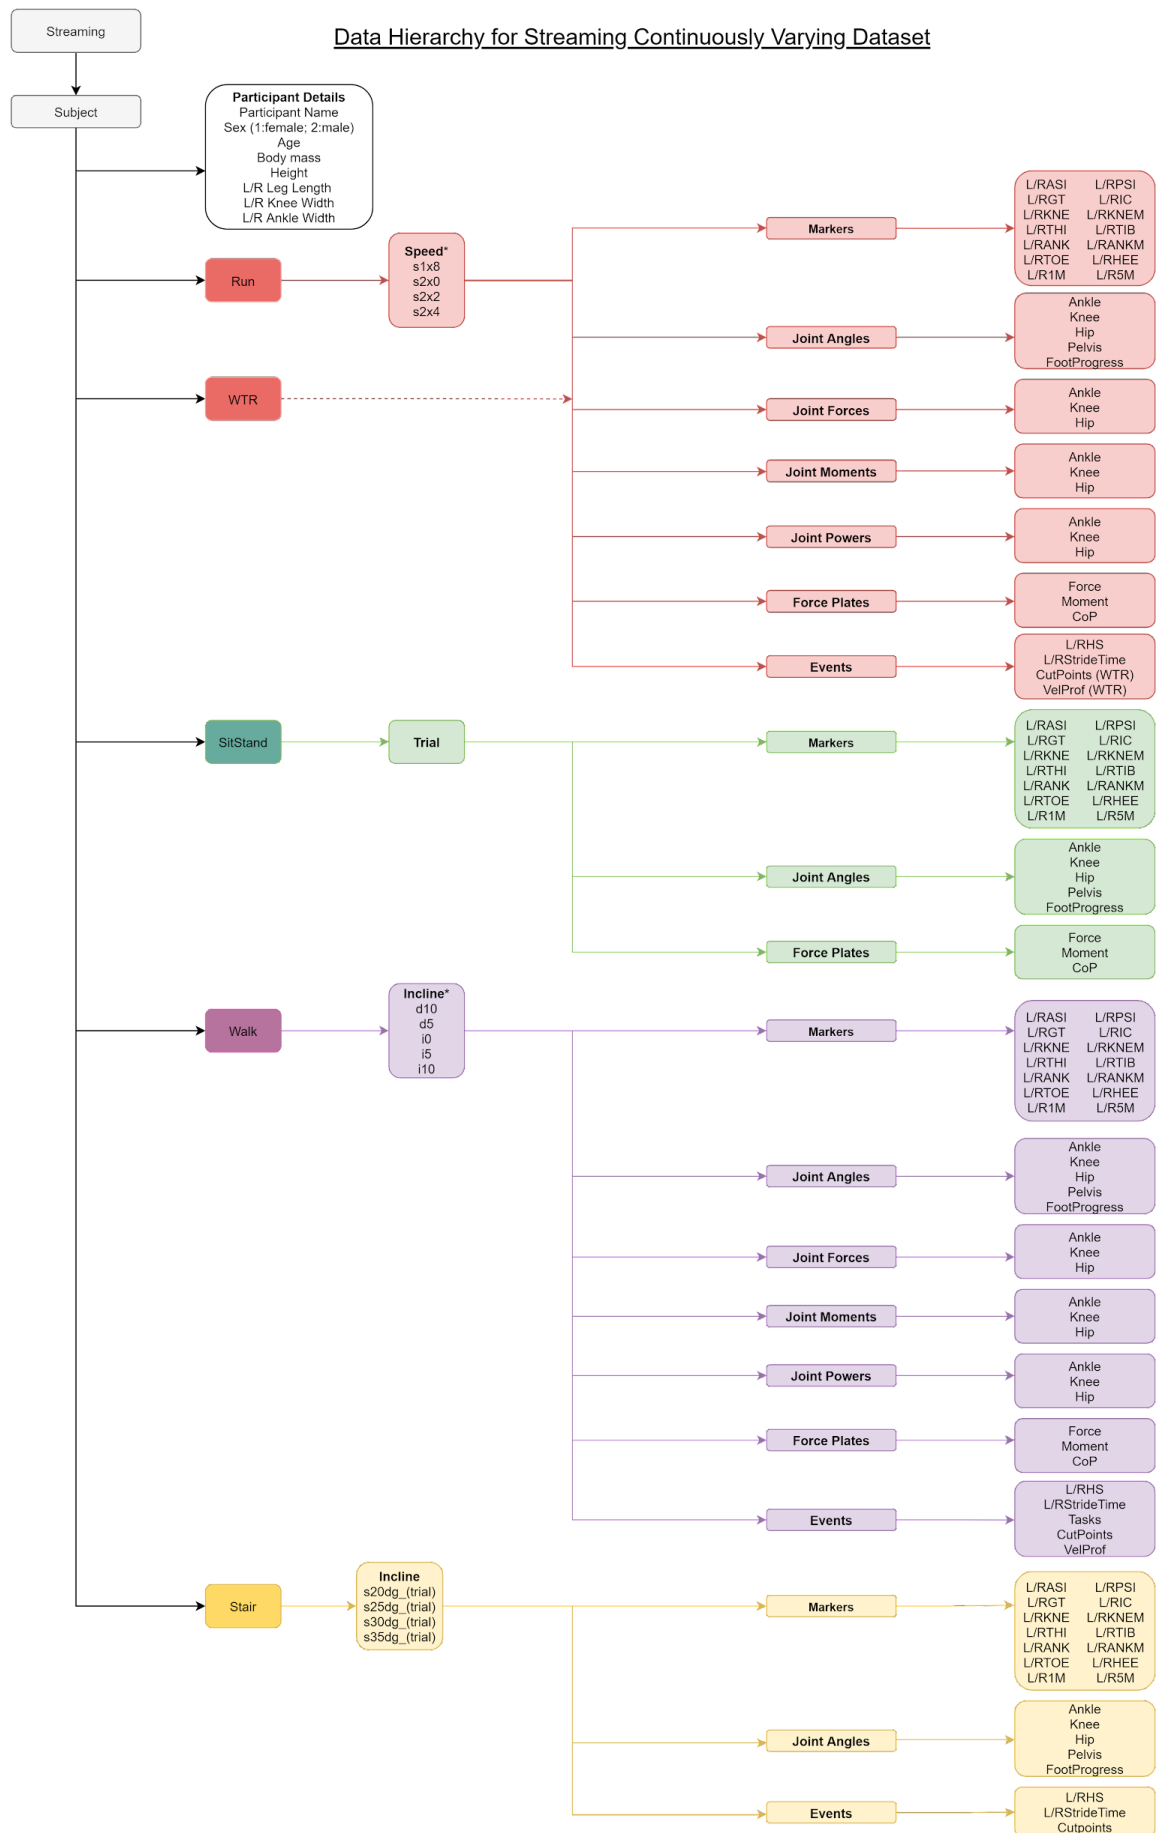 Streaming
Data Hierarchy for Streaming Continuously Varying Dataset
Subject
Participant Details
Participant Name
Sex (1:female; 2:male)
Age
Body mass
Height
L/R Leg Length
L/R Knee Width
L/R Ankle Width
Run
Speed*
s1x8
s2x0
s2x2
s2x4
WTR
Markers
L/RASI L/RPSI
L/RGT L/RIC
L/RKNE L/RKNEM
L/RTHI L/RTIB
L/RANK L/RANKM
L/RTOE L/RHEE
L/R1M L/R5M
Joint Angles
Ankle
Knee
Hip
Pelvis
FootProgress
Joint Forces
Ankle
Knee
Hip
Joint Moments
Ankle
Knee
Hip
Joint Powers
Ankle
Knee
Hip
Force Plates
Force
Moment
CoP
Events
L/RHS
L/RStrideTime
CutPoints (WTR)
VelProf (WTR)
SitStand
Trial
Markers
L/RASI L/RPSI
L/RGT L/RIC
L/RKNE L/RKNEM
L/RTHI L/RTIB
L/RANK L/RANKM
L/RTOE L/RHEE
L/R1M L/R5M
Joint Angles
Ankle
Knee
Hip
Pelvis
FootProgress
Force Plates
Force
Moment
CoP
Walk
Incline*
d10
d5
i0
i5
i10
Markers
L/RASI L/RPSI
L/RGT L/RIC
L/RKNE L/RKNEM
L/RTHI L/RTIB
L/RANK L/RANKM
L/RTOE L/RHEE
L/R1M L/R5M
Joint Angles
Ankle
Knee
Hip
Pelvis
FootProgress
Joint Forces
Ankle
Knee
Hip
Joint Moments
Ankle
Knee
Hip
Joint Powers
Ankle
Knee
Hip
Force Plates
Force
Moment
CoP
Events
L/RHS
L/RStrideTime
Tasks
CutPoints
VelProf
Stair
Incline
s20dg_(trial)
s25dg_(trial)
s30dg_(trial)
s35dg_(trial)
Markers
L/RASI L/RPSI
L/RGT L/RIC
L/RKNE L/RKNEM
L/RTHI L/RTIB
L/RANK L/RANKM
L/RTOE L/RHEE
L/R1M L/R5M
Joint Angles
Ankle
Knee
Hip
Pelvis
FootProgress
Events
L/RHS
L/RStrideTime
Cutpoints